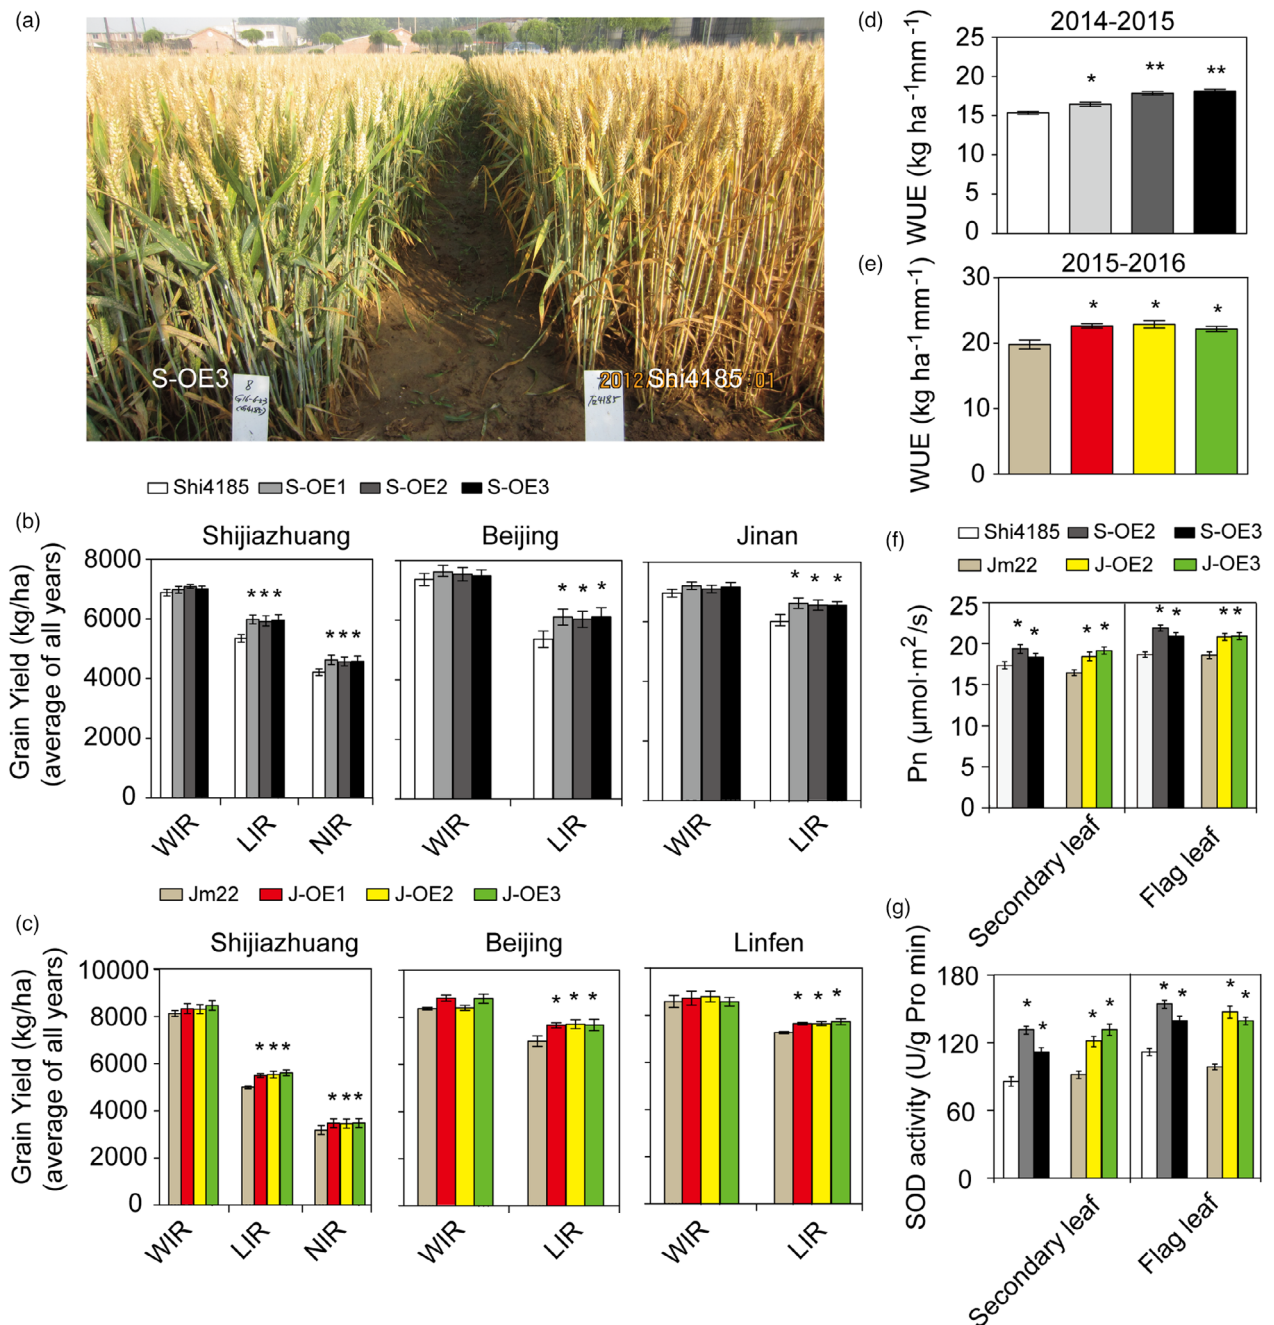 (a)
S-OE3
8
Shi4185
2012/
:01
Shi4185 S-OE1 S-OE2 S-OE3
(b)
Shijiazhuang Beijing Jinan
Grain Yield (kg/ha)
(average of all years)
8000
6000
4000
2000
0
*** *** * * * * * *
WIR LIR NIR WIR LIR WIR LIR
Jm22 J-OE1 J-OE2 J-OE3
(c)
Shijiazhuang Beijing Linfen
Grain Yield (kg/ha)
(average of all years)
10000
8000
6000
4000
2000
0
*** *** * * * * * *
WIR LIR NIR WIR LIR WIR LIR
(d)
2014-2015
WUE (kg ha⁻¹mm⁻¹)
25
20
15
10
5
0
* ** **
(e)
2015-2016
WUE (kg ha⁻¹mm⁻¹)
30
20
10
0
* * *
(f)
Shi4185 S-OE2 S-OE3
Jm22 J-OE2 J-OE3
Pn (μmol·m²/s)
25
20
15
10
5
0
* * * * * * **
Secondary leaf Flag leaf
(g)
SOD activity (U/g Pro min)
180
120
60
0
* * * * * * * *
Secondary leaf Flag leaf